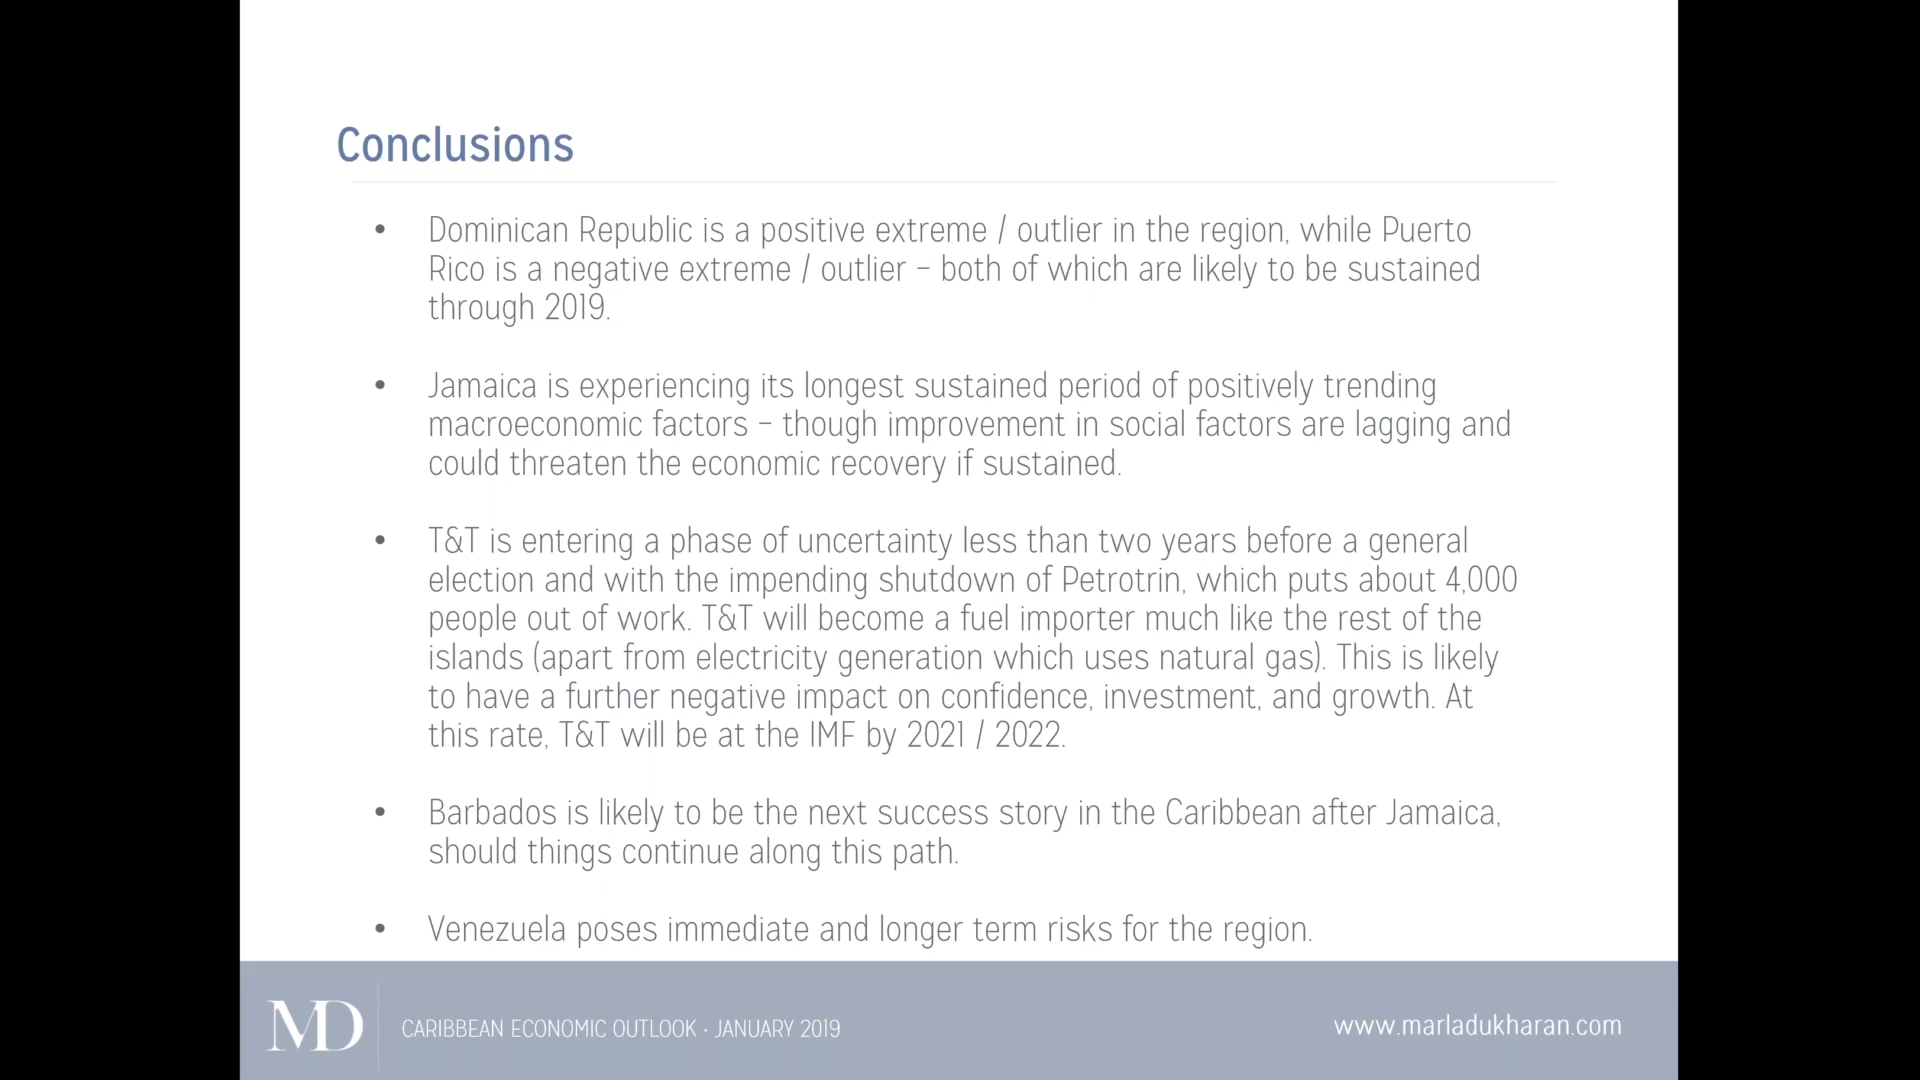 Conclusions
• Dominican Republic is a positive extreme / outlier in the region, while Puerto
Rico is a negative extreme / outlier – both of which are likely to be sustained
through 2019.
• Jamaica is experiencing its longest sustained period of positively trending
macroeconomic factors – though improvement in social factors are lagging and
could threaten the economic recovery if sustained.
• T&T is entering a phase of uncertainty less than two years before a general
election and with the impending shutdown of Petrotrin, which puts about 4,000
people out of work. T&T will become a fuel importer much like the rest of the
islands (apart from electricity generation which uses natural gas). This is likely
to have a further negative impact on confidence, investment, and growth. At
this rate, T&T will be at the IMF by 2021 / 2022.
• Barbados is likely to be the next success story in the Caribbean after Jamaica,
should things continue along this path.
• Venezuela poses immediate and longer term risks for the region.
MD
CARIBBEAN ECONOMIC OUTLOOK · JANUARY 2019
www.marladukharan.com